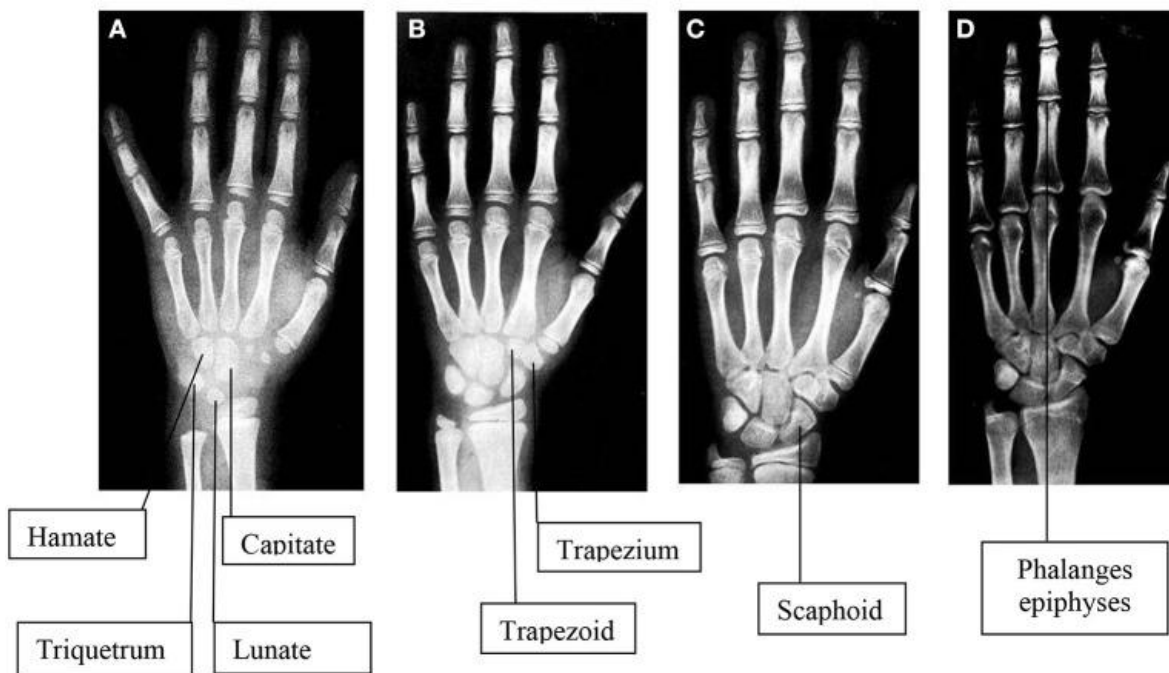 A
B
C
D
Hamate
Capitate
Trapezium
Phalanges
epiphyses
Scaphoid
Trapezoid
Triquetrum
Lunate